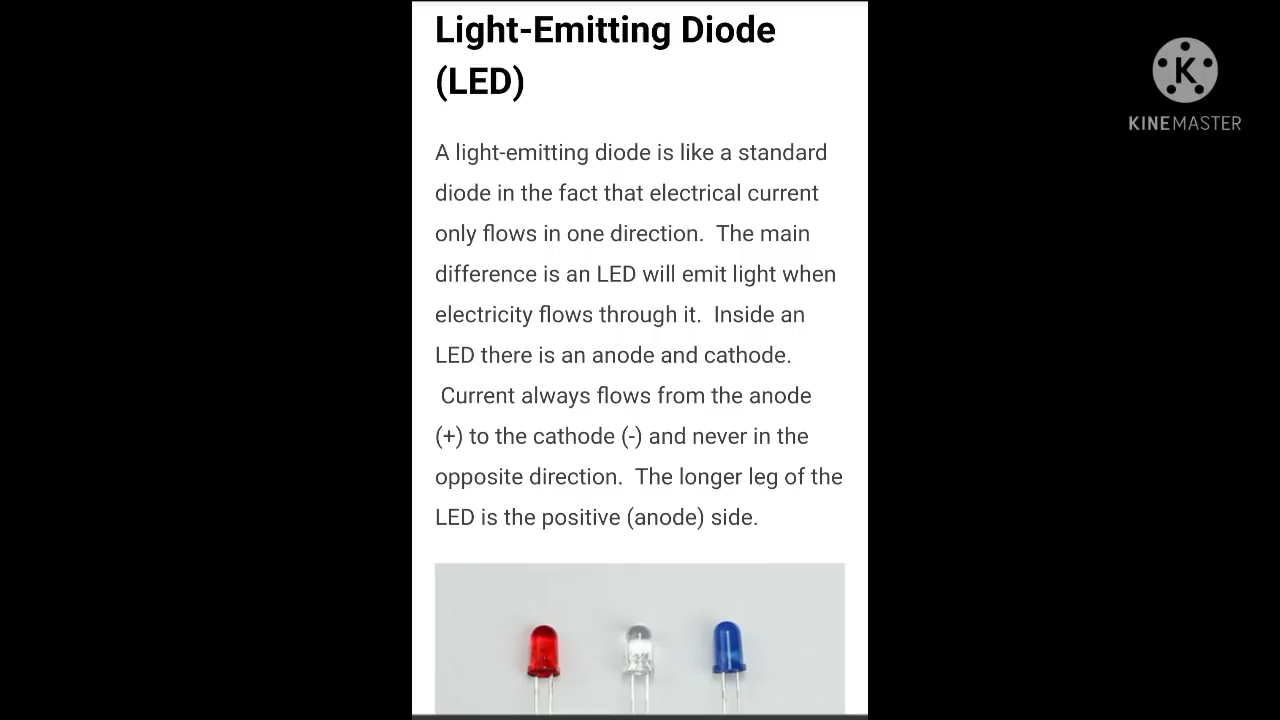 Light-Emitting Diode
(LED)
A light-emitting diode is like a standard
diode in the fact that electrical current
only flows in one direction.  The main
difference is an LED will emit light when
electricity flows through it.  Inside an
LED there is an anode and cathode.
Current always flows from the anode
(+) to the cathode (-) and never in the
opposite direction.  The longer leg of the
LED is the positive (anode) side.
K
KINEMASTER